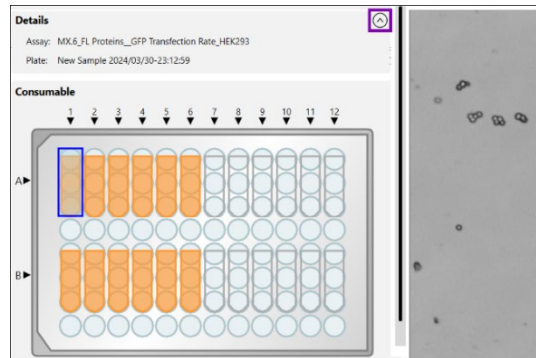 Details
Assay: MX.6_FL Proteins__GFP Transfection Rate_HEK293
Plate: New Sample 2024/03/30-23:12:59
Consumable
1 2 3 4 5 6 7 8 9 10 11 12
A
B